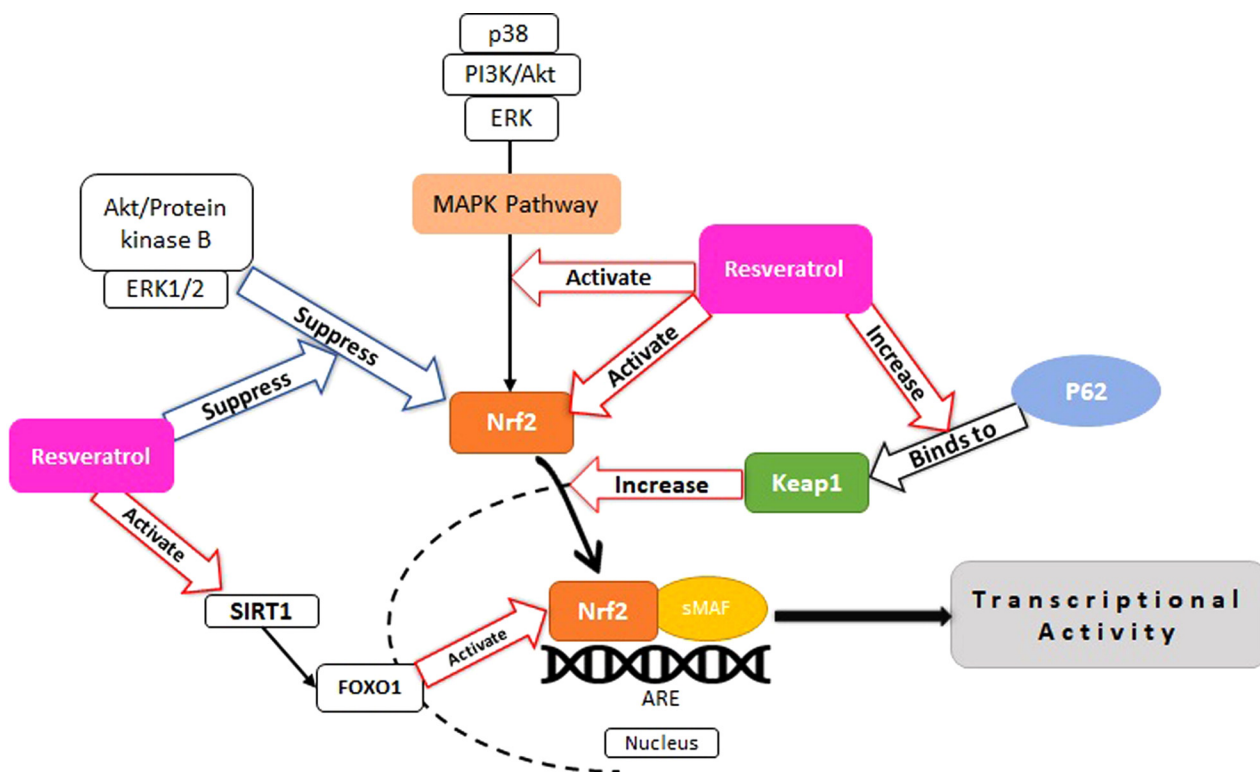 p38
PI3K/Akt
ERK
MAPK Pathway
Akt/Protein
kinase B
ERK1/2
Resveratrol
Activate
Suppress
Activate
Increase
Suppress
P62
Nrf2
Binds to
Resveratrol
Keap1
Increase
Activate
SIRT1
Nrf2
sMAF
Transcriptional
Activity
Activate
FOXO1
ARE
Nucleus